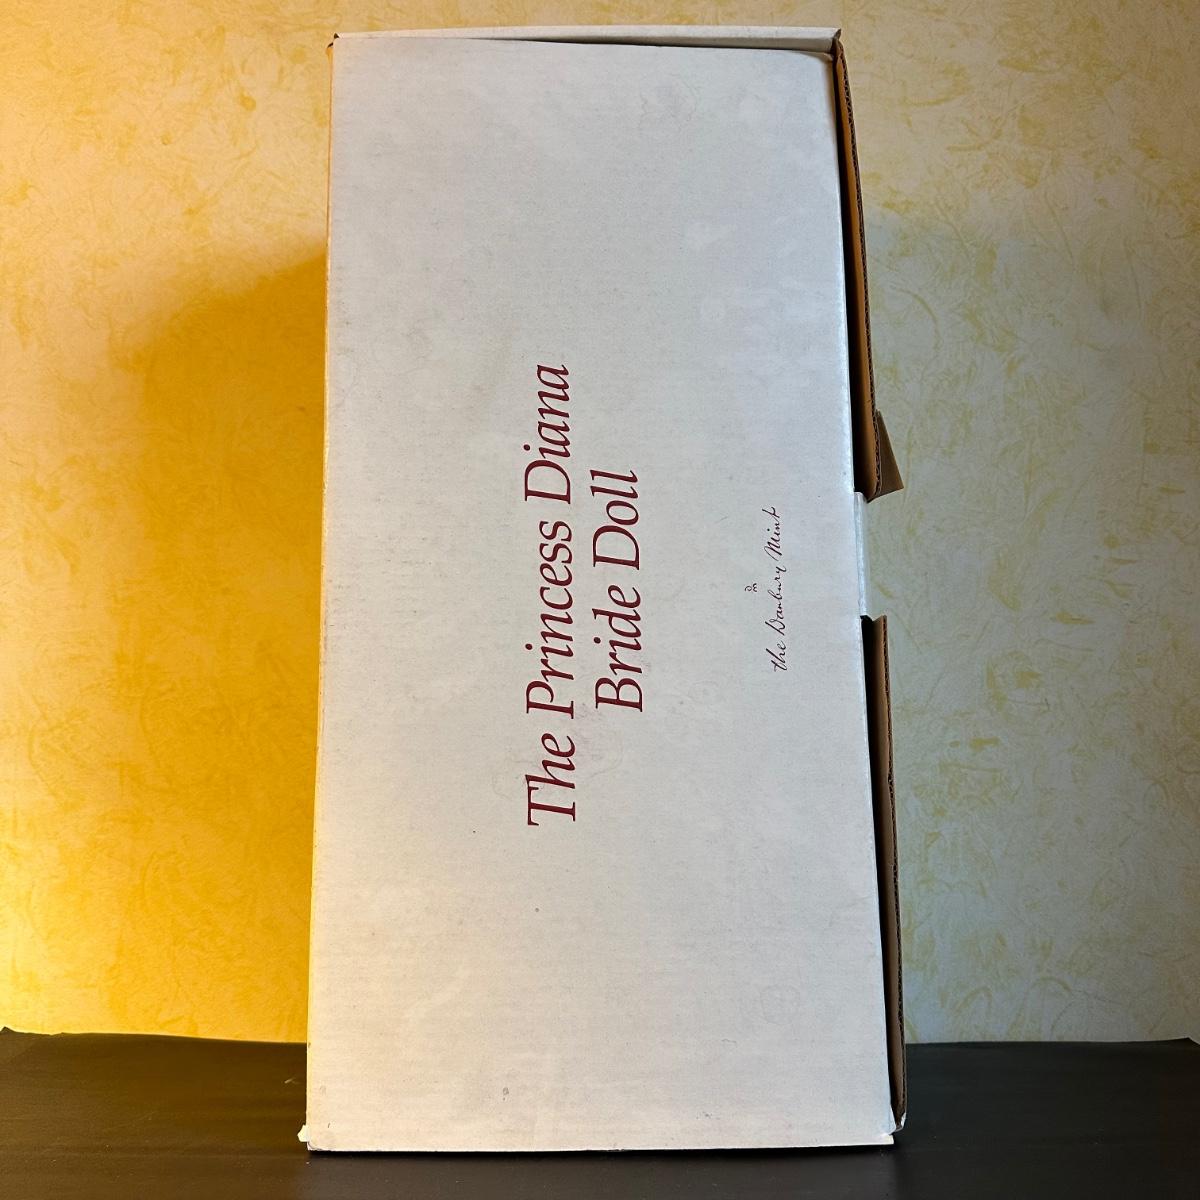 The Princess Diana
Bride Doll
the Danbury Mint